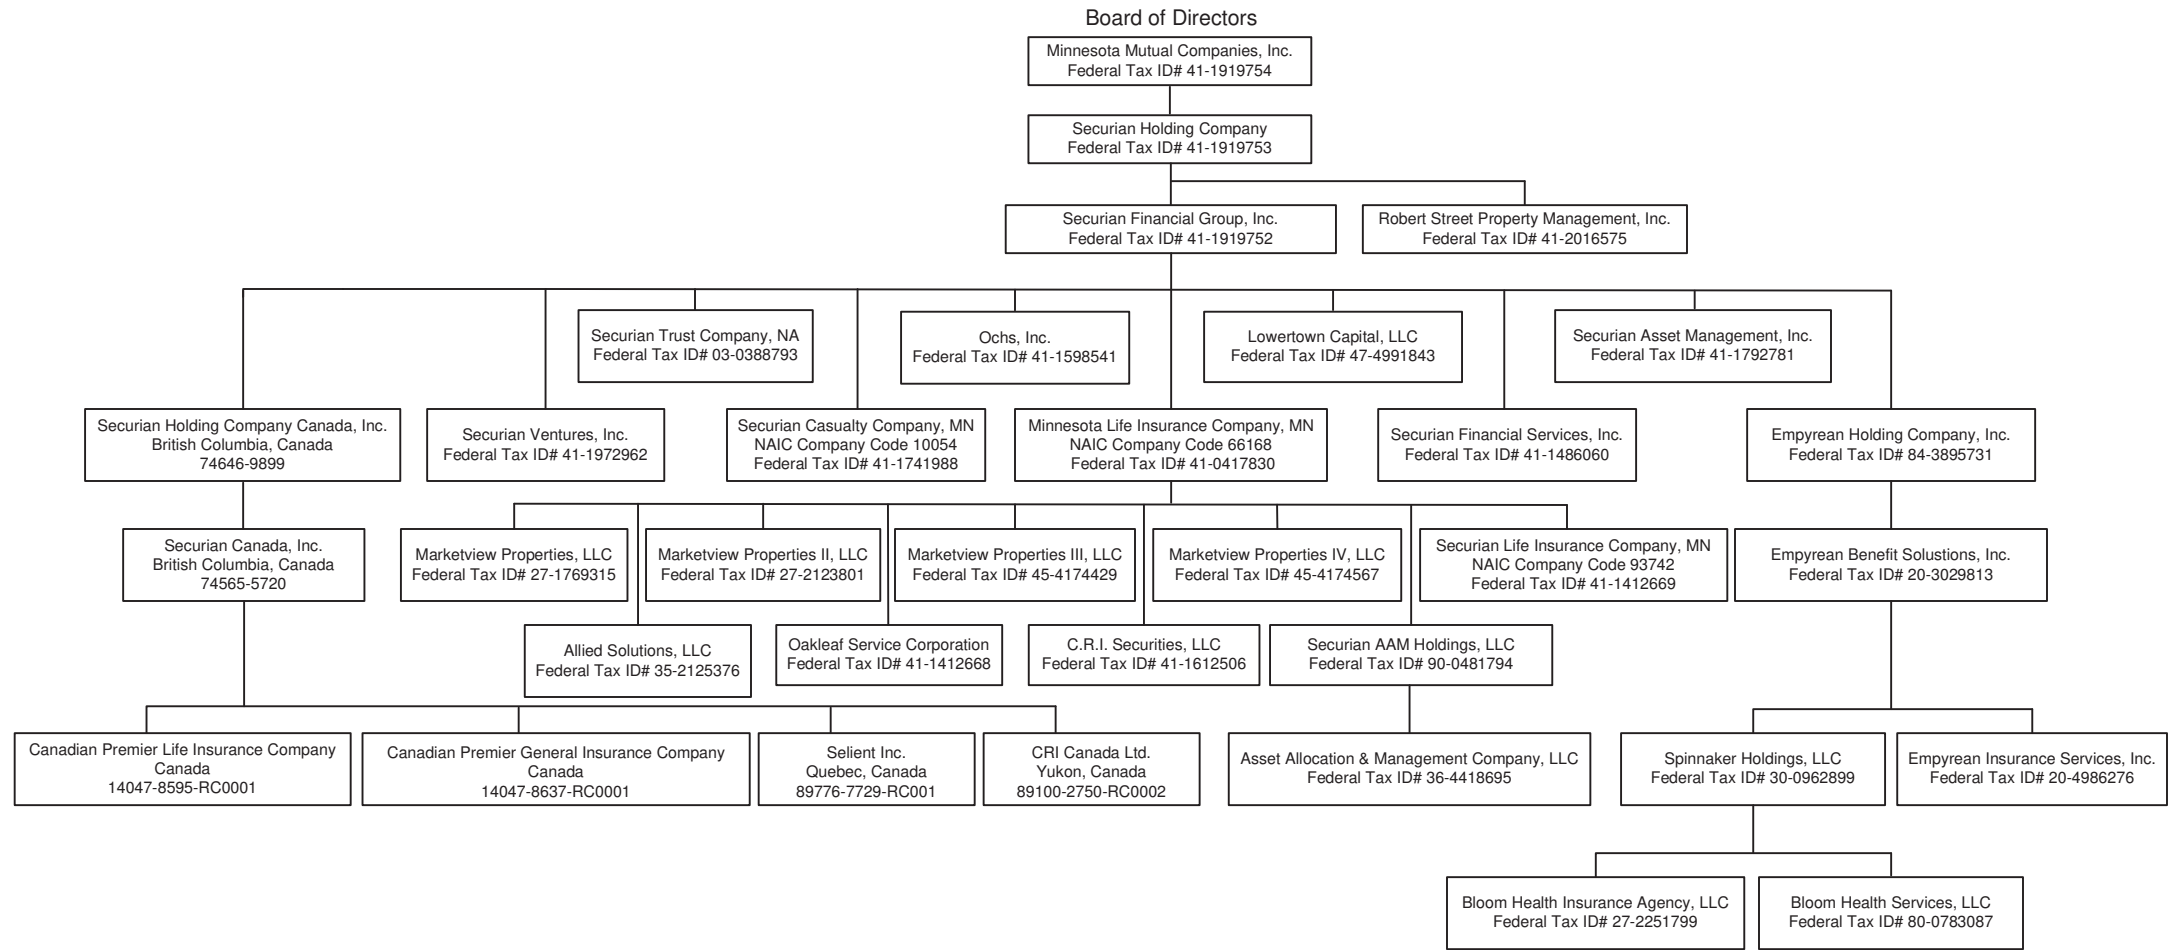 Board of Directors
Minnesota Mutual Companies, Inc.
Federal Tax ID# 41-1919754
Securian Holding Company
Federal Tax ID# 41-1919753
Securian Financial Group, Inc.
Federal Tax ID# 41-1919752
Robert Street Property Management, Inc.
Federal Tax ID# 41-2016575
Securian Trust Company, NA
Federal Tax ID# 03-0388793
Ochs, Inc.
Federal Tax ID# 41-1598541
Lowertown Capital, LLC
Federal Tax ID# 47-4991843
Securian Asset Management, Inc.
Federal Tax ID# 41-1792781
Securian Holding Company Canada, Inc.
British Columbia, Canada
74646-9899
Securian Ventures, Inc.
Federal Tax ID# 41-1972962
Securian Casualty Company, MN
NAIC Company Code 10054
Federal Tax ID# 41-1741988
Minnesota Life Insurance Company, MN
NAIC Company Code 66168
Federal Tax ID# 41-0417830
Securian Financial Services, Inc.
Federal Tax ID# 41-1486060
Empyrean Holding Company, Inc.
Federal Tax ID# 84-3895731
Securian Canada, Inc.
British Columbia, Canada
74565-5720
Marketview Properties, LLC
Federal Tax ID# 27-1769315
Marketview Properties II, LLC
Federal Tax ID# 27-2123801
Marketview Properties III, LLC
Federal Tax ID# 45-4174429
Marketview Properties IV, LLC
Federal Tax ID# 45-4174567
Securian Life Insurance Company, MN
NAIC Company Code 93742
Federal Tax ID# 41-1412669
Empyrean Benefit Solustions, Inc.
Federal Tax ID# 20-3029813
Allied Solutions, LLC
Federal Tax ID# 35-2125376
Oakleaf Service Corporation
Federal Tax ID# 41-1412668
C.R.I. Securities, LLC
Federal Tax ID# 41-1612506
Securian AAM Holdings, LLC
Federal Tax ID# 90-0481794
Canadian Premier Life Insurance Company
Canada
14047-8595-RC0001
Canadian Premier General Insurance Company
Canada
14047-8637-RC0001
Selient Inc.
Quebec, Canada
89776-7729-RC001
CRI Canada Ltd.
Yukon, Canada
89100-2750-RC0002
Asset Allocation & Management Company, LLC
Federal Tax ID# 36-4418695
Spinnaker Holdings, LLC
Federal Tax ID# 30-0962899
Empyrean Insurance Services, Inc.
Federal Tax ID# 20-4986276
Bloom Health Insurance Agency, LLC
Federal Tax ID# 27-2251799
Bloom Health Services, LLC
Federal Tax ID# 80-0783087